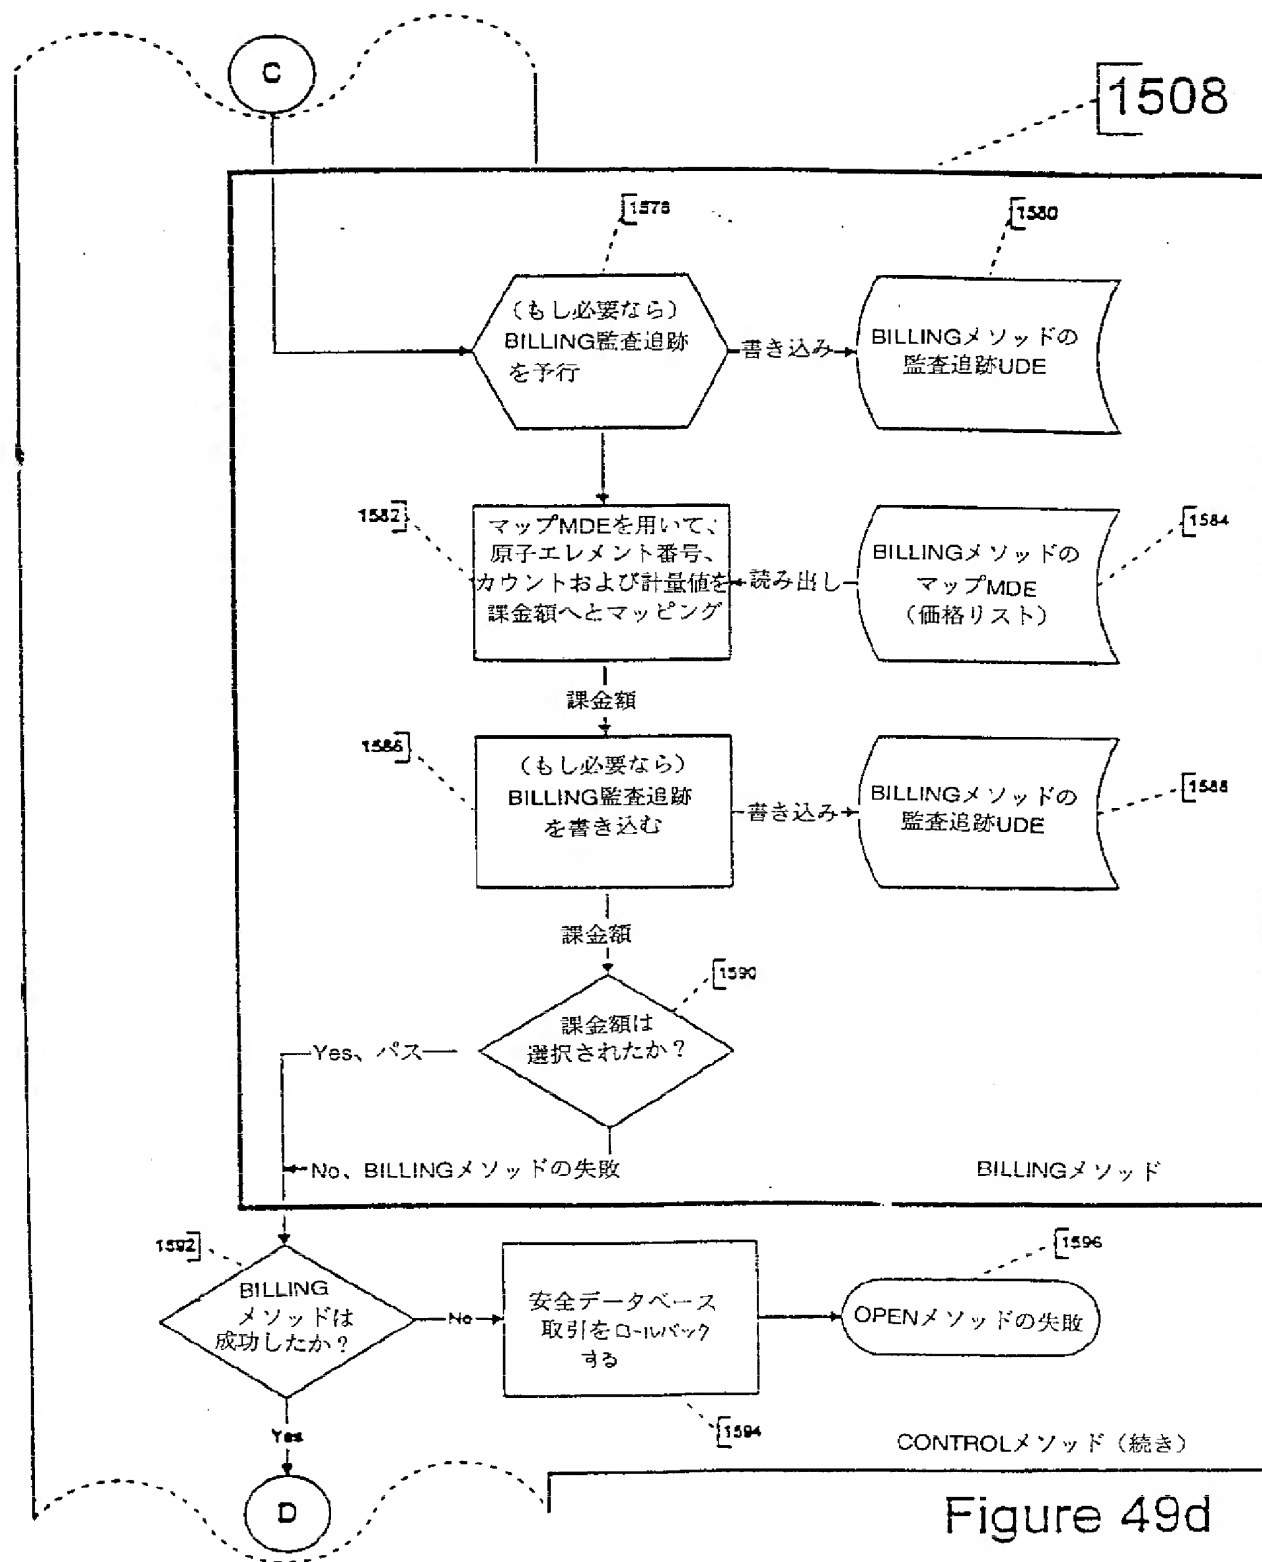 C
1508
1578
1580
(もし必要なら)
BILLING監査追跡
を予行
書き込み
BILLINGメソッドの
監査追跡UDE
1582
マップMDEを用いて、
原子エレメント番号、
カウントおよび計量値を
課金額へとマッピング
読み出し
BILLINGメソッドの
マップMDE
(価格リスト)
1584
課金額
1586
(もし必要なら)
BILLING監査追跡
を書き込む
書き込み
BILLINGメソッドの
監査追跡UDE
1588
課金額
1590
課金額は
選択されたか?
Yes、パス
No、BILLINGメソッドの失敗
BILLINGメソッド
1592
BILLING
メソッドは
成功したか?
No
安全データベース
取引をロールバック
する
1594
1596
OPENメソッドの失敗
Yes
D
CONTROLメソッド(続き)
Figure 49d